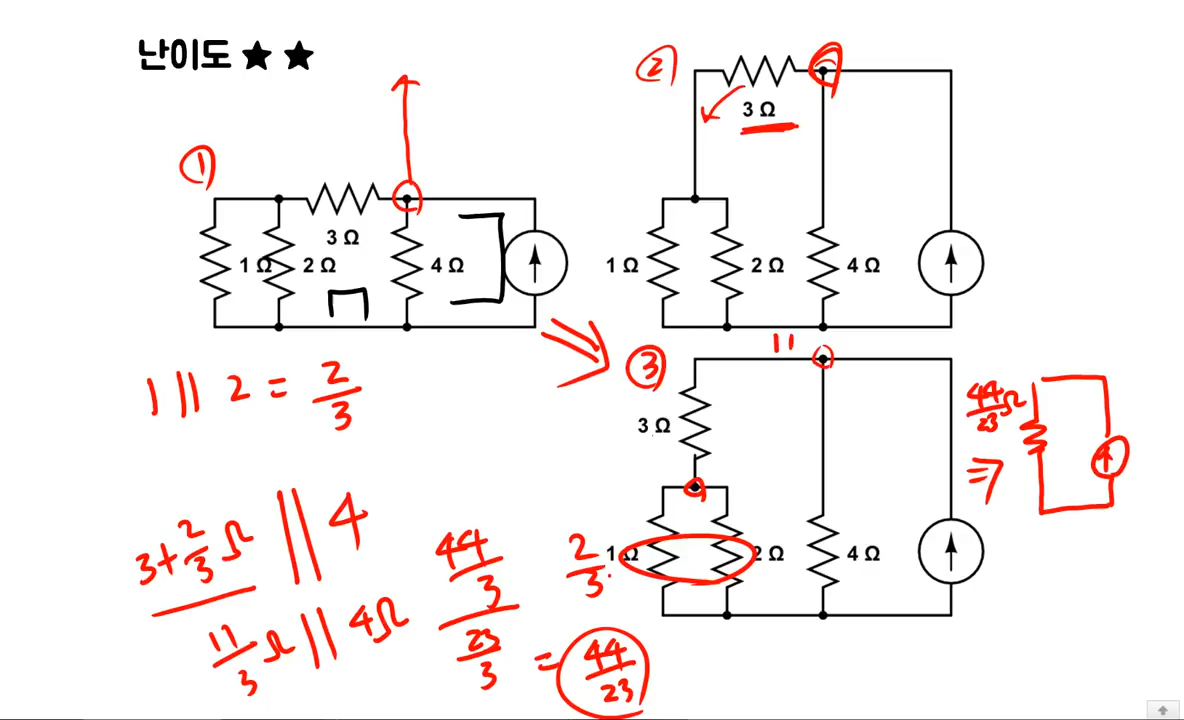 난이도 ★ ★
①
3 Ω
1 Ω
2 Ω
4 Ω
②
3 Ω
1 Ω
2 Ω
4 Ω
1 || 2 = 2/3
3+2/3 Ω || 4
11/3 Ω || 4Ω
44/3 / 23/3 = 44/23
③
11
3 Ω
2/3
1 Ω
2 Ω
4 Ω
⇒
44/23 Ω